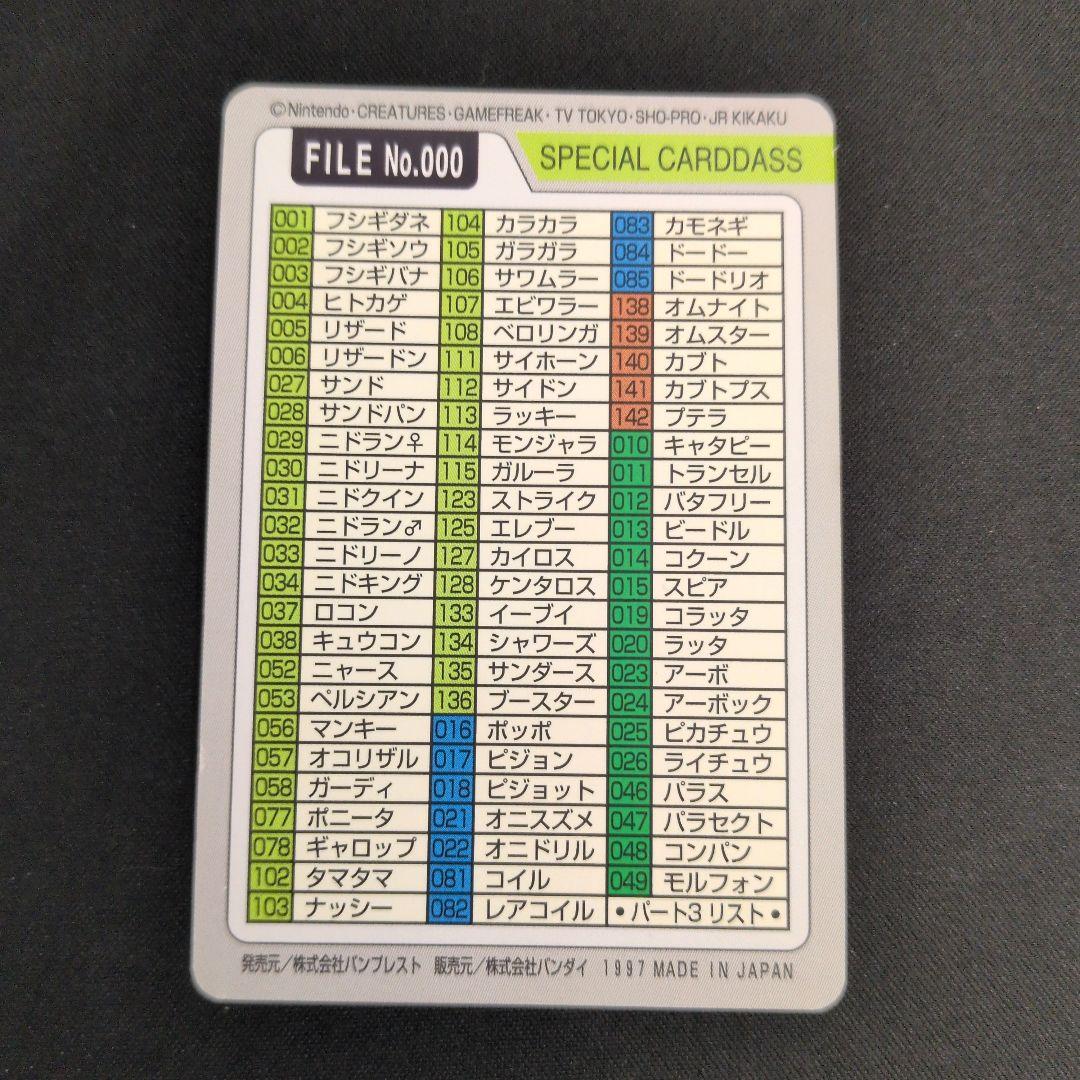 ©Nintendo・CREATURES・GAMEFREAK・TV TOKYO・SHO-PRO・JR KIKAKU
FILE No.000
SPECIAL CARDDASS
001 フシギダネ 104 カラカラ 083 カモネギ
002 フシギソウ 105 ガラガラ 084 ドードー
003 フシギバナ 106 サワムラー 085 ドードリオ
004 ヒトカゲ 107 エビワラー 138 オムナイト
005 リザード 108 ベロリンガ 139 オムスター
006 リザードン 111 サイホーン 140 カブト
027 サンド 112 サイドン 141 カブトプス
028 サンドパン 113 ラッキー 142 プテラ
029 ニドラン♀ 114 モンジャラ 010 キャタピー
030 ニドリーナ 115 ガルーラ 011 トランセル
031 ニドクイン 123 ストライク 012 バタフリー
032 ニドラン♂ 125 エレブー 013 ビードル
033 ニドリーノ 127 カイロス 014 コクーン
034 ニドキング 128 ケンタロス 015 スピア
037 ロコン 133 イーブイ 019 コラッタ
038 キュウコン 134 シャワーズ 020 ラッタ
052 ニャース 135 サンダース 023 アーボ
053 ペルシアン 136 ブースター 024 アーボック
056 マンキー 016 ポッポ 025 ピカチュウ
057 オコリザル 017 ピジョン 026 ライチュウ
058 ガーディ 018 ピジョット 046 パラス
077 ポニータ 021 オニスズメ 047 パラセクト
078 ギャロップ 022 オニドリル 048 コンパン
102 タマタマ 081 コイル 049 モルフォン
103 ナッシー 082 レアコイル •パート3 リスト•
発売元/株式会社バンプレスト 販売元/株式会社バンダイ 1997 MADE IN JAPAN